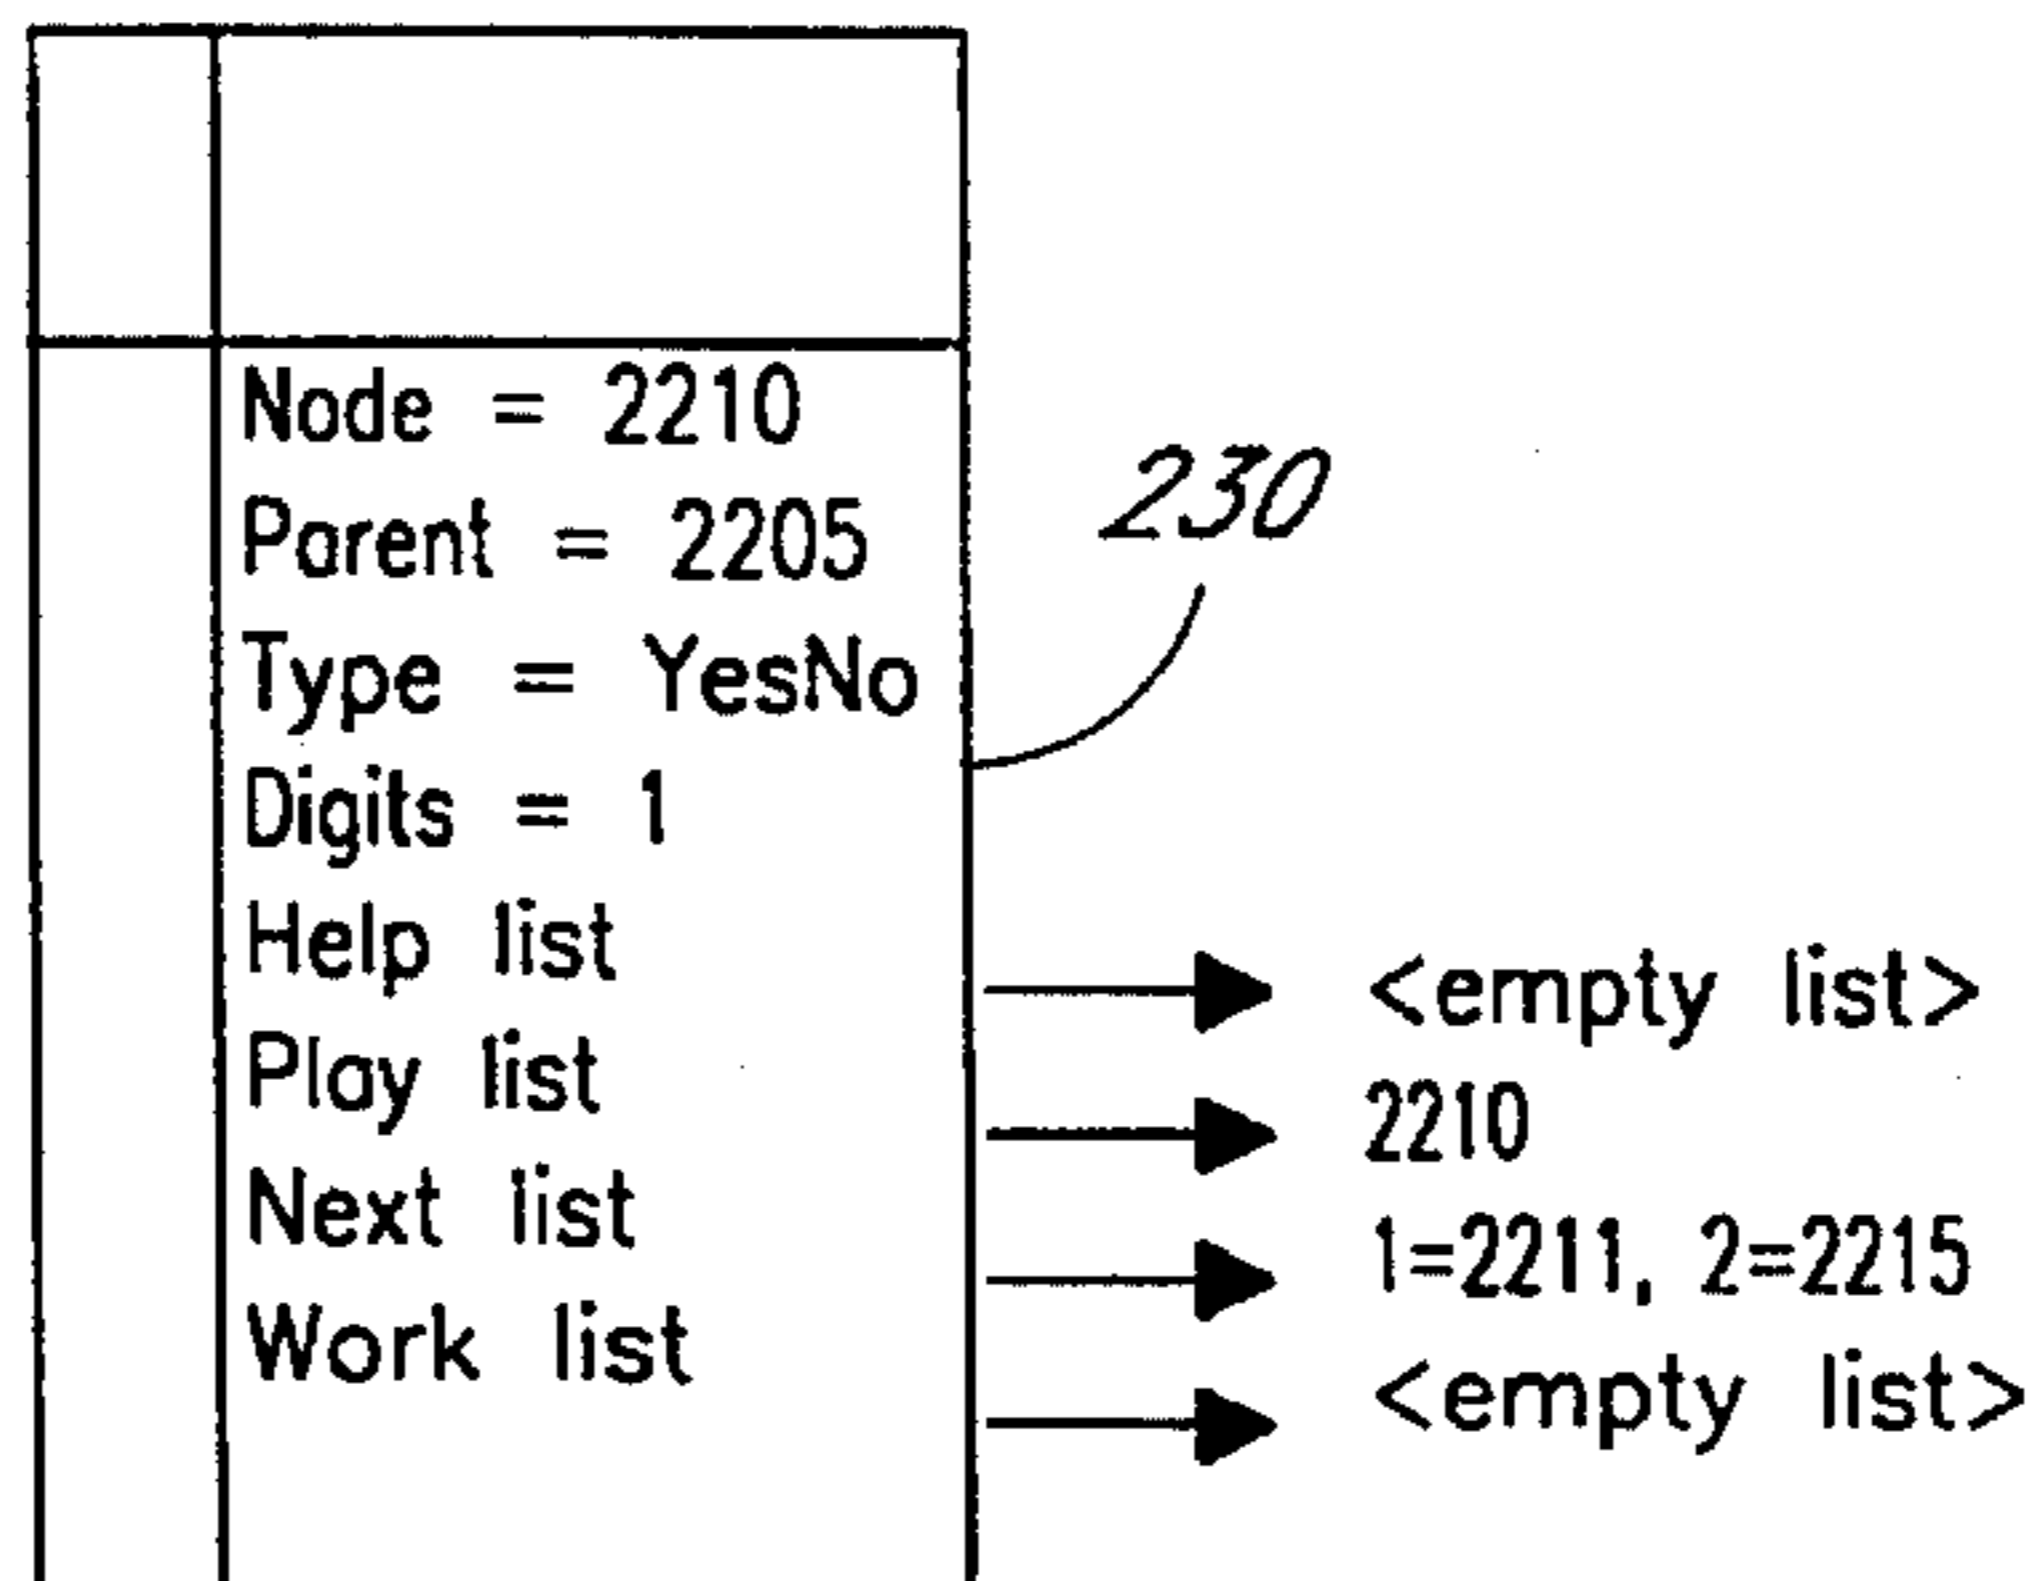 Node = 2210
230
Parent = 2205
Type = YesNo
Digits = 1
Help list
<empty list>
Play list
2210
Next list
1=2211, 2=2215
Work list
<empty list>